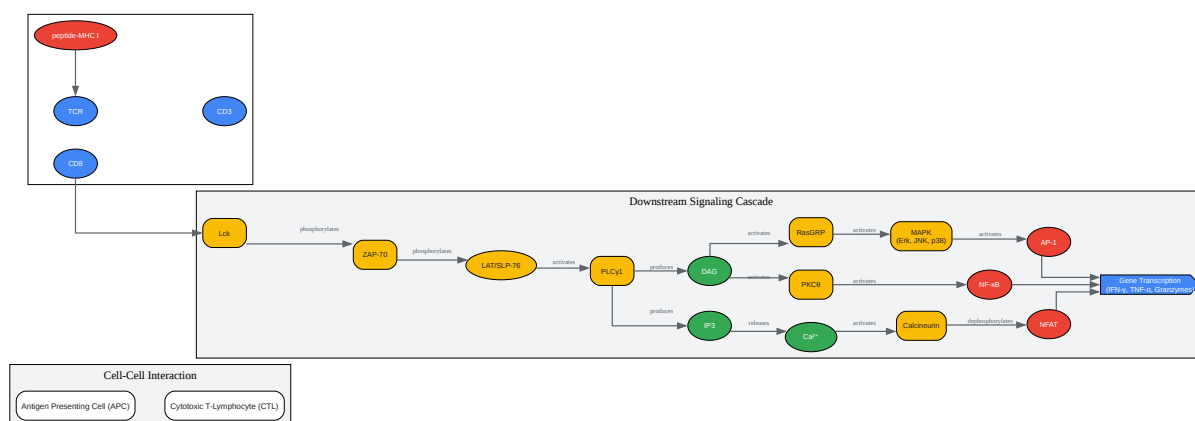 peptide-MHC I
TCR
CD3
CD8
Downstream Signaling Cascade
Lck
phosphorylates
ZAP-70
phosphorylates
LAT/SLP-76
activates
PLCγ1
produces
DAG
activates
RasGRP
activates
MAPK
(Erk, JNK, p38)
activates
AP-1
activates
PKCθ
activates
NF-κB
Gene Transcription
(IFN-γ, TNF-α, Granzymes)
produces
IP3
releases
Ca²⁺
activates
Calcineurin
dephosphorylates
NFAT
Cell-Cell Interaction
Antigen Presenting Cell (APC)
Cytotoxic T-Lymphocyte (CTL)